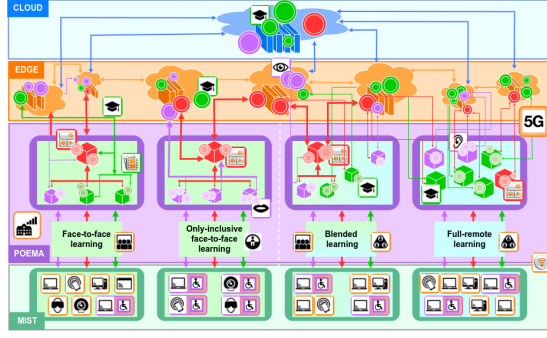 CLOUD
EDGE
5G
POEMA
Face-to-face
learning
Only-inclusive
face-to-face
learning
Blended
learning
Full-remote
learning
MIST